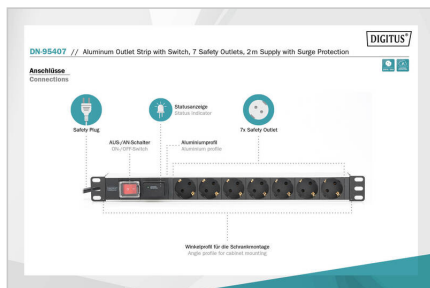 DIGITUS®
DN-95407 // Aluminum Outlet Strip with Switch, 7 Safety Outlets, 2 m Supply with Surge Protection
Anschlüsse
Connections
Safety Plug
Statusanzeige
Status Indicator
7x Safety Outlet
AUS-/AN-Schalter
ON-/OFF-Switch
Aluminiumprofil
Aluminium profile
Winkelprofil für die Schrankmontage
Angle profile for cabinet mounting